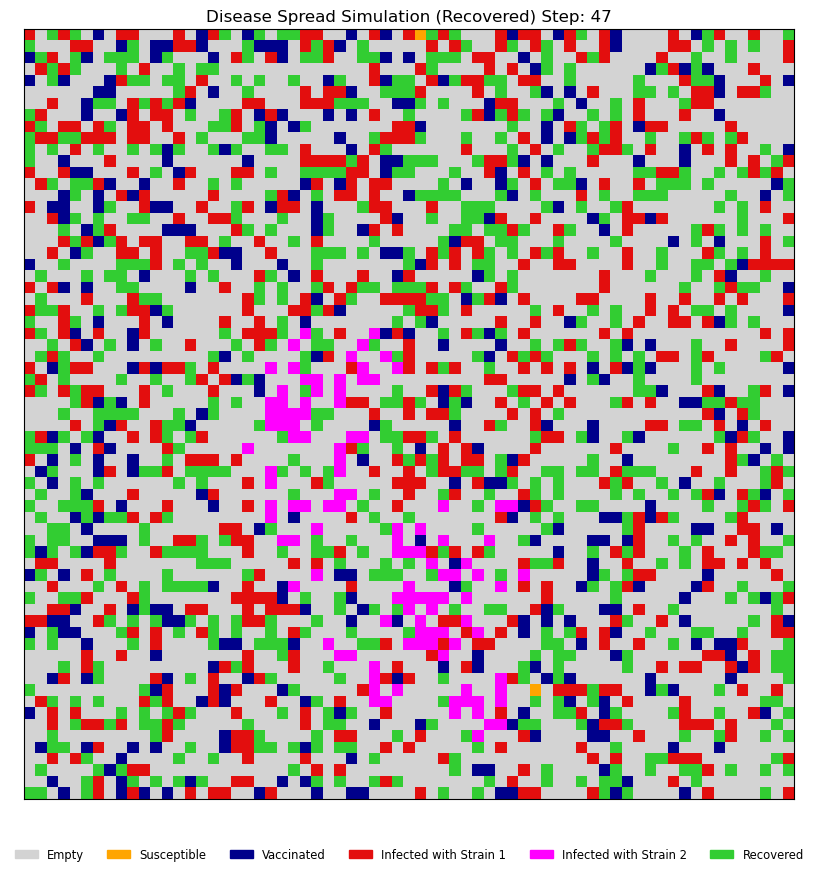 Disease Spread Simulation (Recovered) Step: 47
Empty Susceptible Vaccinated Infected with Strain 1 Infected with Strain 2 Recovered